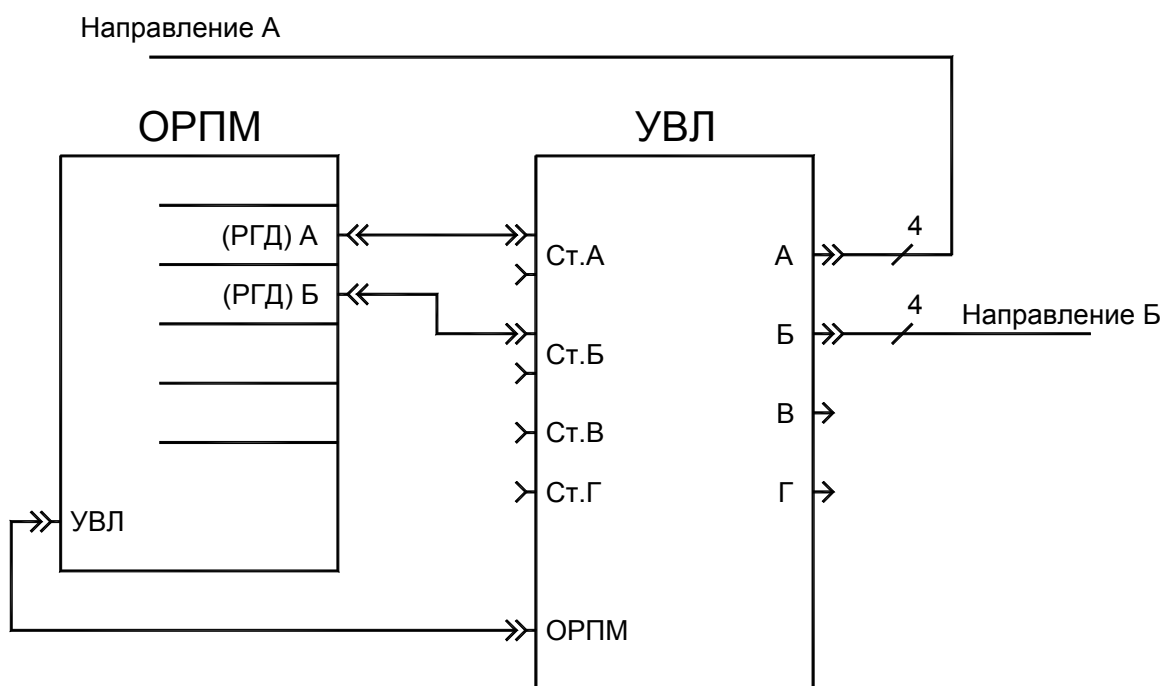 Направление А
ОРПМ
УВЛ
(РГД) А
(РГД) Б
УВЛ
Ст.А
Ст.Б
Ст.В
Ст.Г
ОРПМ
А
Б
В
Г
4
4
Направление Б